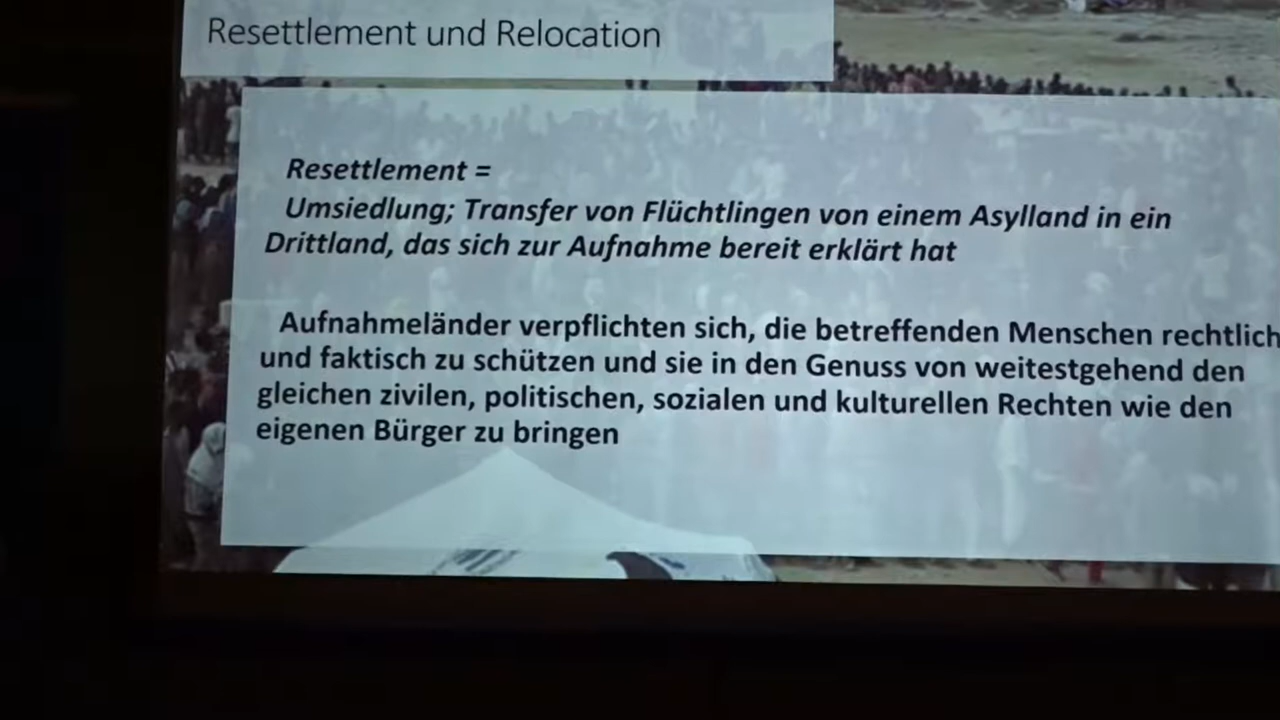 Resettlement und Relocation
Resettlement =
Umsiedlung; Transfer von Flüchtlingen von einem Asylland in ein
Drittland, das sich zur Aufnahme bereit erklärt hat
Aufnahmeländer verpflichten sich, die betreffenden Menschen rechtlich
und faktisch zu schützen und sie in den Genuss von weitestgehend den
gleichen zivilen, politischen, sozialen und kulturellen Rechten wie den
eigenen Bürger zu bringen